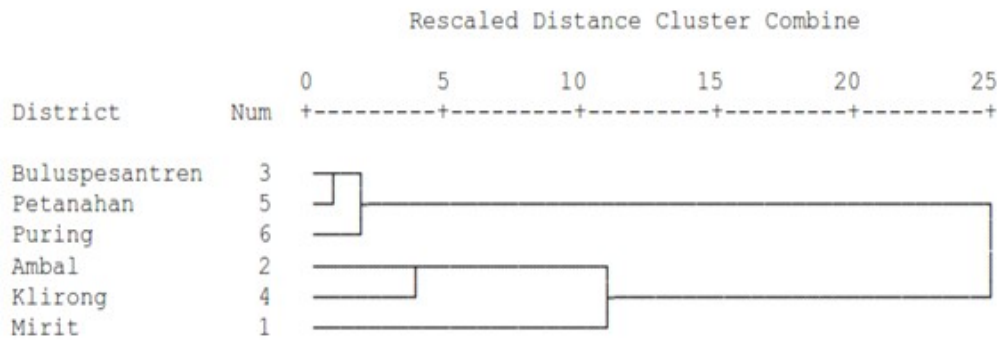 Rescaled Distance Cluster Combine
0 5 10 15 20 25
District Num +---------+---------+---------+---------+---------+
Buluspesantren 3
Petanahan 5
Puring 6
Ambal 2
Klirong 4
Mirit 1